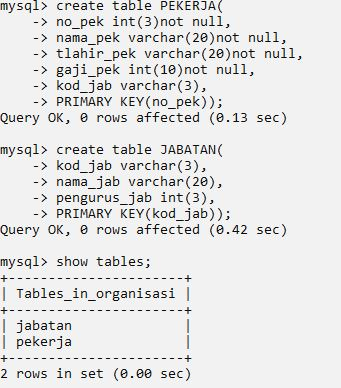 mysql> create table PEKERJA(
    -> no_pek int(3)not null,
    -> nama_pek varchar(20)not null,
    -> tlahir_pek varchar(20)not null,
    -> gaji_pek int(10)not null,
    -> kod_jab varchar(3),
    -> PRIMARY KEY(no_pek));
Query OK, 0 rows affected (0.13 sec)
mysql> create table JABATAN(
    -> kod_jab varchar(3),
    -> nama_jab varchar(20),
    -> pengurus_jab int(3),
    -> PRIMARY KEY(kod_jab));
Query OK, 0 rows affected (0.42 sec)
mysql> show tables;
+----------------------+
| Tables_in_organisasi |
+----------------------+
| jabatan              |
| pekerja              |
+----------------------+
2 rows in set (0.00 sec)